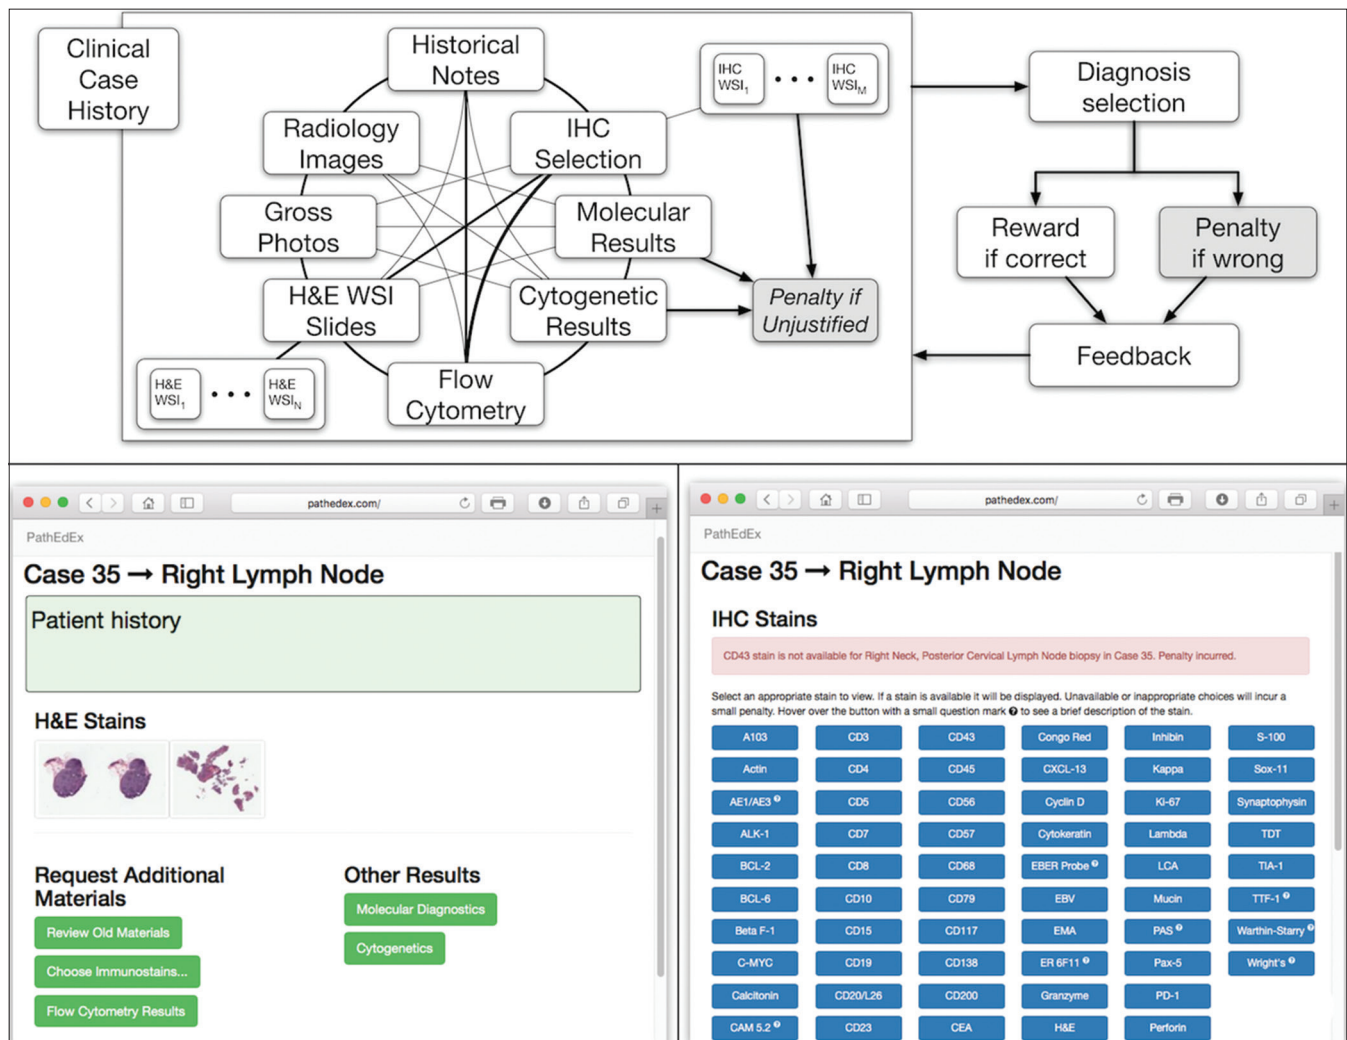 Clinical
Case
History
Historical
Notes
Radiology
Images
IHC
Selection
Gross
Photos
Molecular
Results
H&E WSI
Slides
Cytogenetic
Results
Flow
Cytometry
H&E
WSI1
• • •
H&E
WSIN
IHC
WSI1
• • •
IHC
WSIM
Penalty if
Unjustified
Diagnosis
selection
Reward
if correct
Penalty
if wrong
Feedback
pathedex.com/
PathEdEx
Case 35 → Right Lymph Node
Patient history
H&E Stains
Request Additional
Materials
Review Old Materials
Choose Immunostains...
Flow Cytometry Results
Other Results
Molecular Diagnostics
Cytogenetics
pathedex.com/
PathEdEx
Case 35 → Right Lymph Node
IHC Stains
CD43 stain is not available for Right Neck, Posterior Cervical Lymph Node biopsy in Case 35. Penalty incurred.
Select an appropriate stain to view. If a stain is available it will be displayed. Unavailable or inappropriate choices will incur a
small penalty. Hover over the button with a small question mark ? to see a brief description of the stain.
A103 CD3 CD43 Congo Red Inhibin S-100
Actin CD4 CD45 CXCL-13 Kappa Sox-11
AE1/AE3 ? CD5 CD56 Cyclin D Ki-67 Synaptophysin
ALK-1 CD7 CD57 Cytokeratin Lambda TDT
BCL-2 CD8 CD68 EBER Probe ? LCA TIA-1
BCL-6 CD10 CD79 EBV Mucin TTF-1 ?
Beta F-1 CD15 CD117 EMA PAS ? Warthin-Starry ?
C-MYC CD19 CD138 ER 6F11 ? Pax-5 Wright's ?
Calcitonin CD20/L26 CD200 Granzyme PD-1
CAM 5.2 ? CD23 CEA H&E Perforin